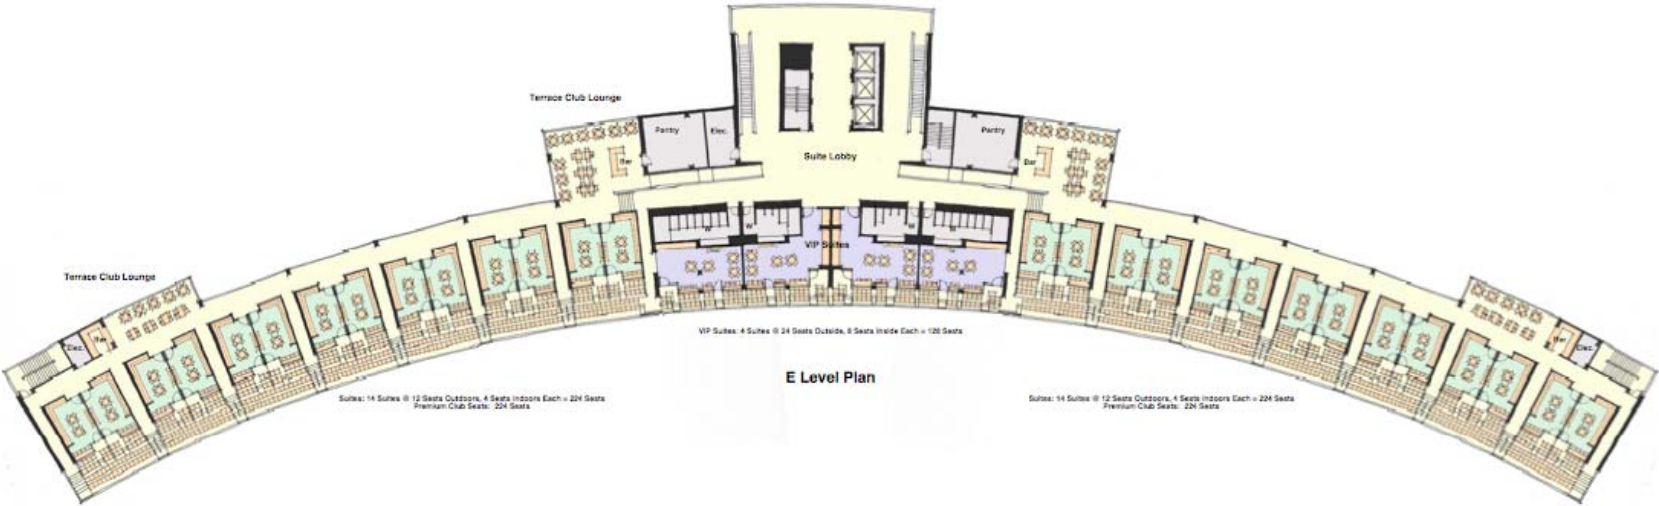 Terrace Club Lounge
Pantry
Elec.
Pantry
Bar
Suite Lobby
Bar
W
W
W
W
VIP Suites
Terrace Club Lounge
VIP Suites: 4 Suites @ 24 Seats Outside, 8 Seats Inside Each = 128 Seats
Elec.
Bar
Bar
Elec.
E Level Plan
Suites: 14 Suites @ 12 Seats Outdoors, 4 Seats Indoors Each = 224 Seats
Premium Club Seats: 224 Seats
Suites: 14 Suites @ 12 Seats Outdoors, 4 Seats Indoors Each = 224 Seats
Premium Club Seats: 224 Seats